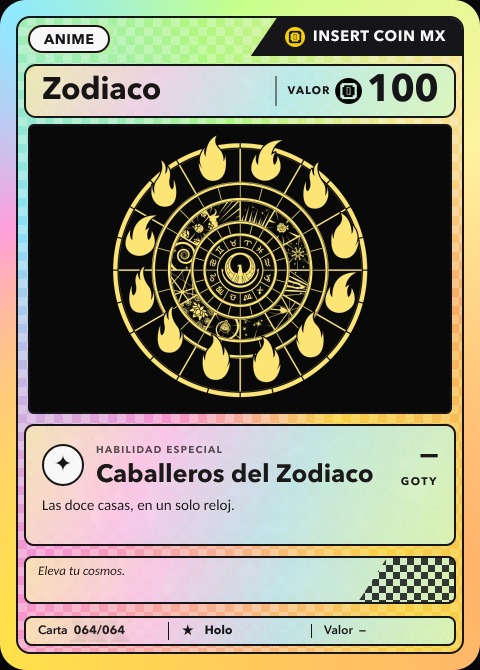 ANIME
INSERT COIN MX
Zodiaco
VALOR 100
HABILIDAD ESPECIAL
Caballeros del Zodiaco
—
GOTY
Las doce casas, en un solo reloj.
Eleva tu cosmos.
Carta 064/064 ★ Holo Valor —